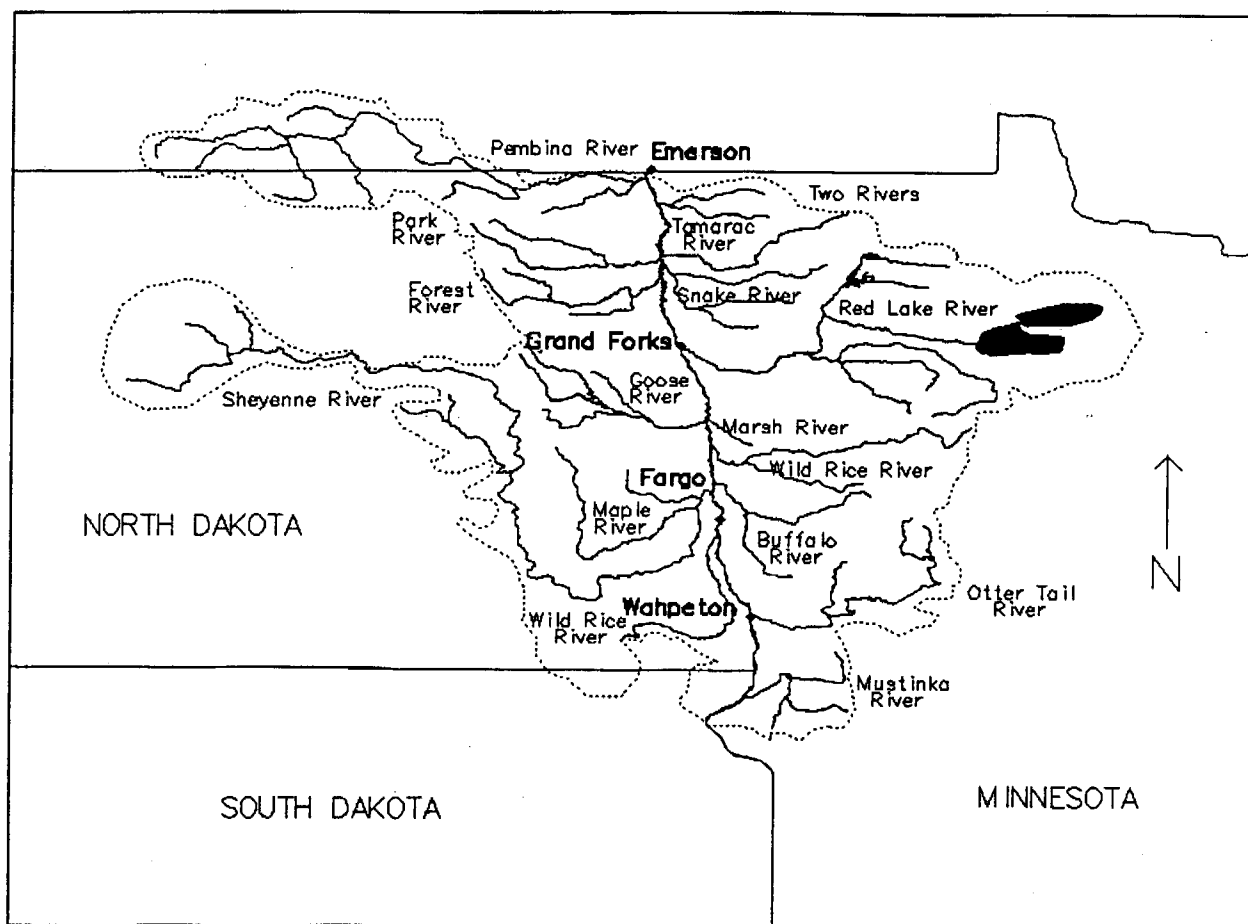 Pembina River
Emerson
Two Rivers
Park
River
Tamarac
River
Forest
River
Snake River
Red Lake River
Grand Forks
Goose
River
Sheyenne River
Marsh River
Wild Rice River
Fargo
Maple
River
NORTH DAKOTA
Buffalo
River
N
Otter Tail
River
Wahpeton
Wild Rice
River
Mustinka
River
SOUTH DAKOTA
MINNESOTA